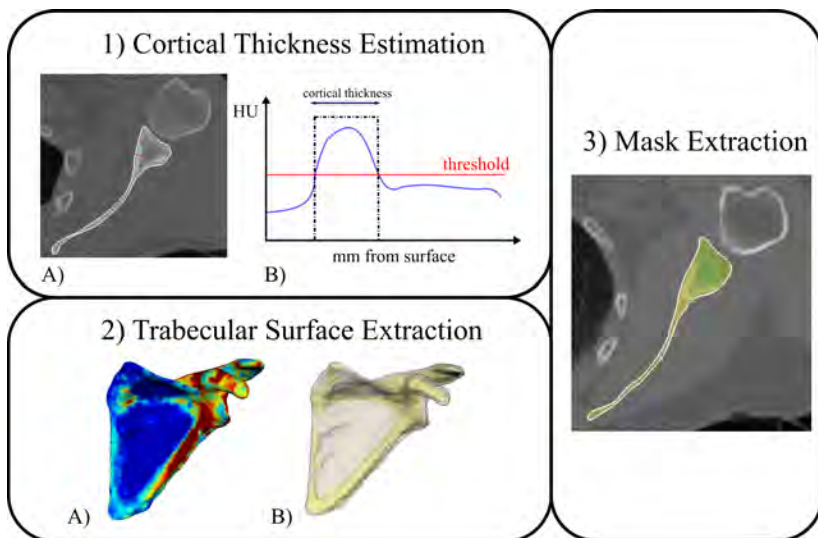 1) Cortical Thickness Estimation
cortical thickness
HU
threshold
mm from surface
A)
B)
2) Trabecular Surface Extraction
A)
B)
3) Mask Extraction